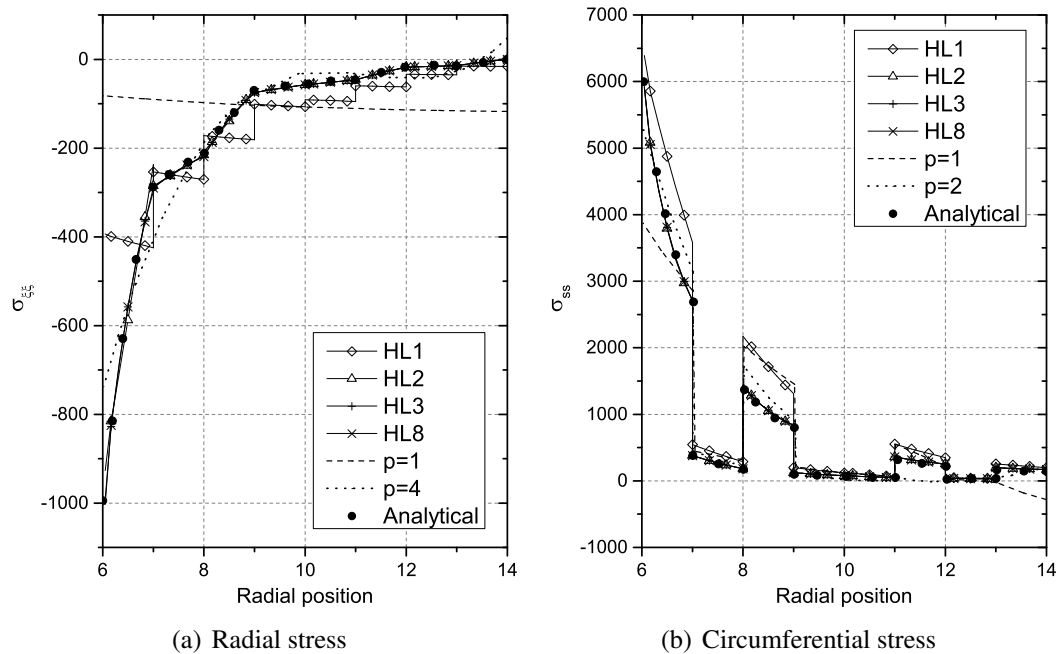 0
-200
-400
-600
-800
-1000
6
8
10
12
14
σξξ
Radial position
HL1
HL2
HL3
HL8
p=1
p=4
Analytical
(a) Radial stress
7000
6000
5000
4000
3000
2000
1000
0
-1000
6
8
10
12
14
σss
Radial position
HL1
HL2
HL3
HL8
p=1
p=2
Analytical
(b) Circumferential stress